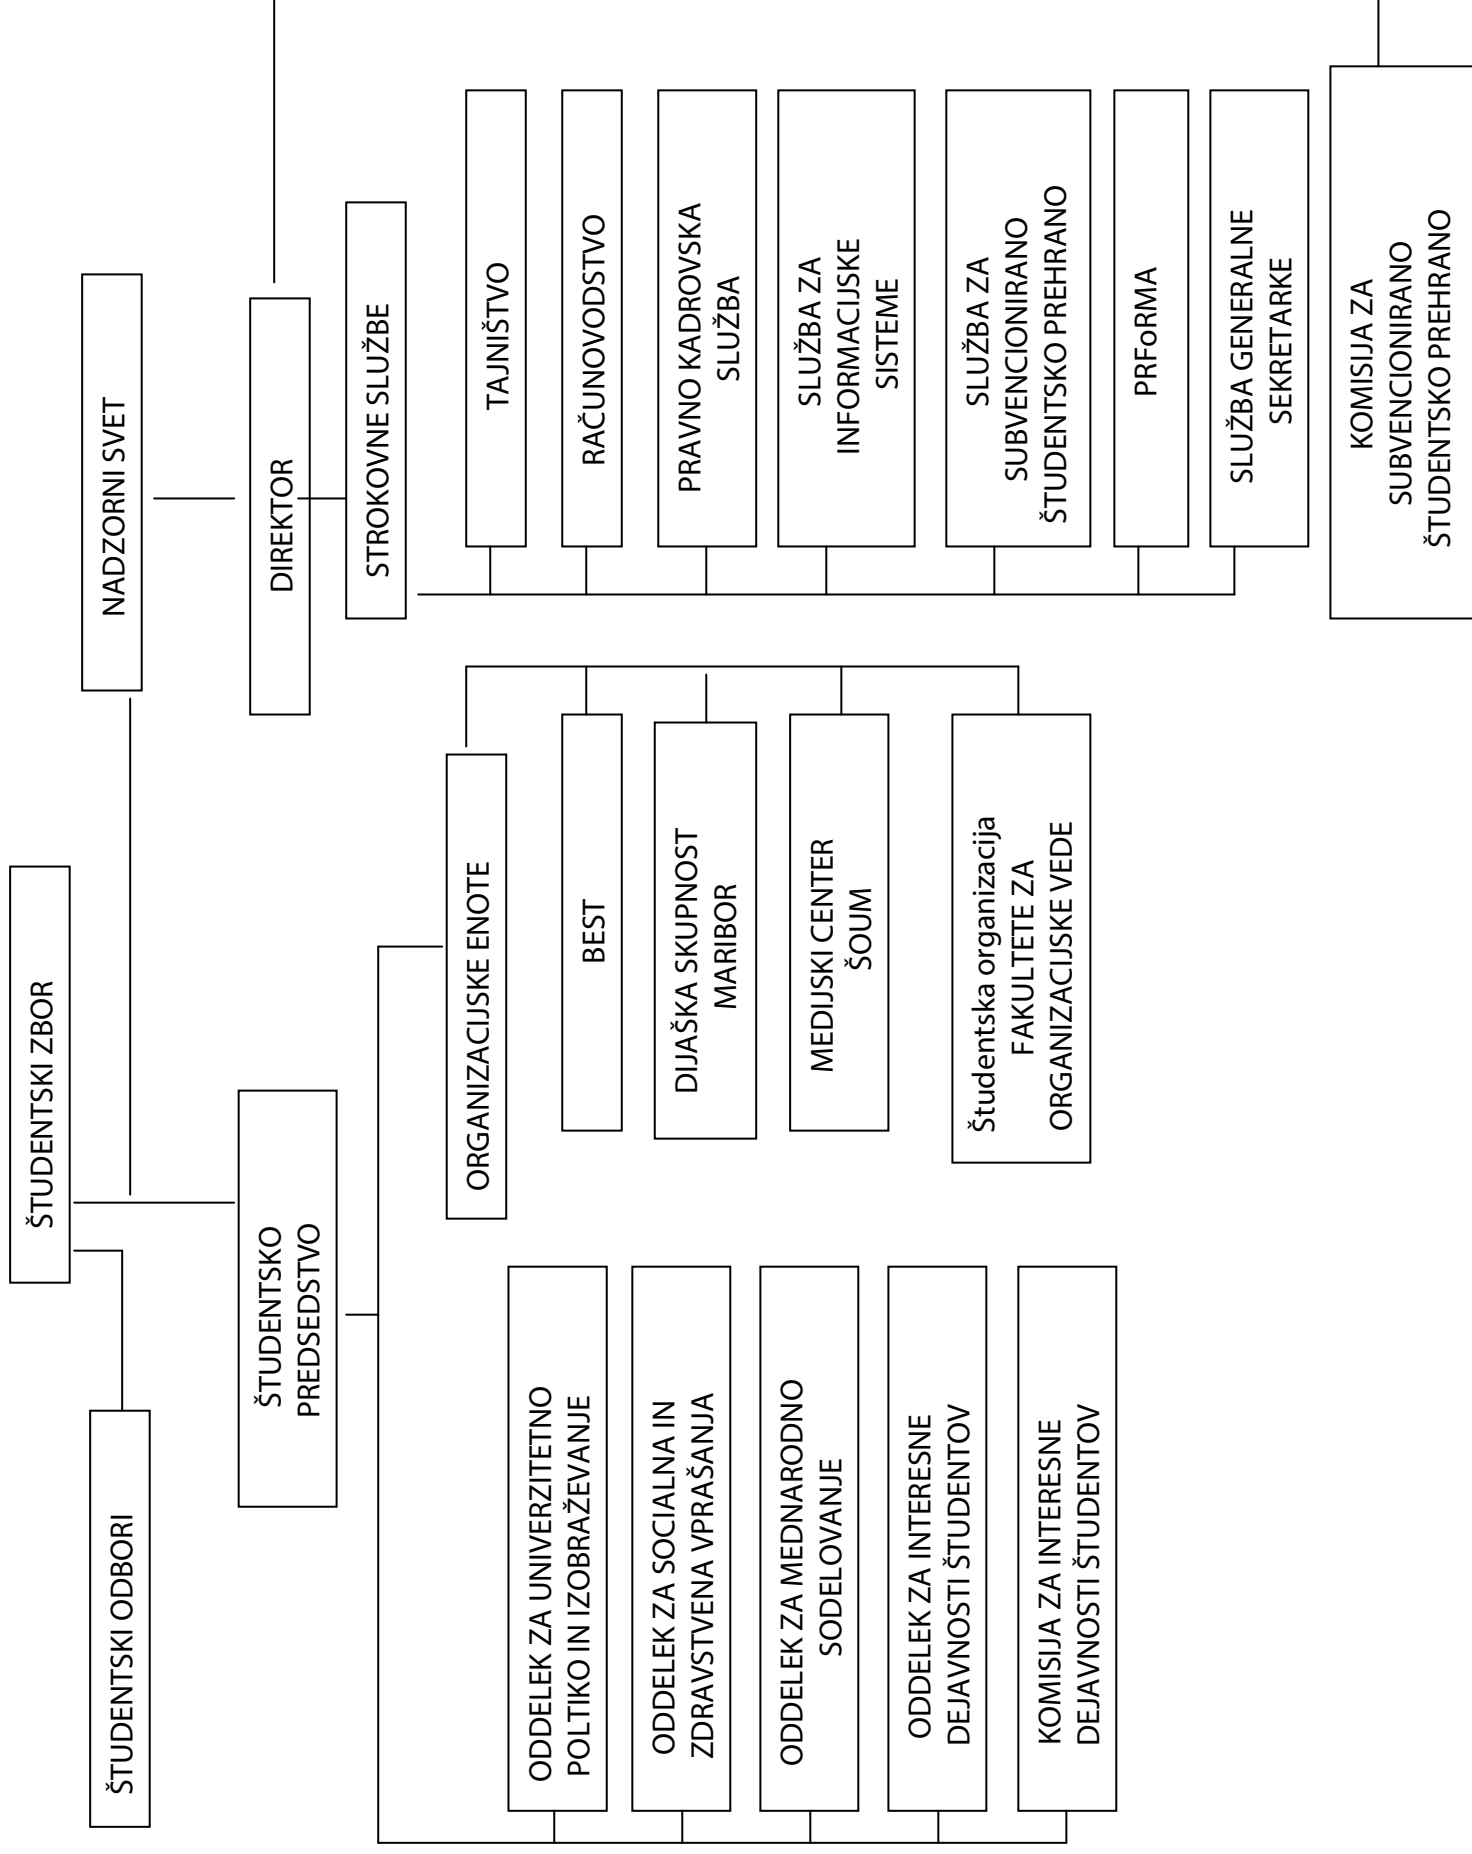 ŠTUDENTSKI ZBOR
ŠTUDENTSKI ODBORI
NADZORNI SVET
ŠTUDENTSKO
PREDSEDSTVO
DIREKTOR
STROKOVNE SLUŽBE
ODDELEK ZA UNIVERZITETNO
POLTIKO IN IZOBRAŽEVANJE
ODDELEK ZA SOCIALNA IN
ZDRAVSTVENA VPRAŠANJA
ODDELEK ZA MEDNARODNO
SODELOVANJE
ODDELEK ZA INTERESNE
DEJAVNOSTI ŠTUDENTOV
KOMISIJA ZA INTERESNE
DEJAVNOSTI ŠTUDENTOV
ORGANIZACIJSKE ENOTE
BEST
DIJAŠKA SKUPNOST
MARIBOR
MEDIJSKI CENTER
ŠOUM
Študentska organizacija
FAKULTETE ZA
ORGANIZACIJSKE VEDE
TAJNIŠTVO
RAČUNOVODSTVO
PRAVNO KADROVSKA
SLUŽBA
SLUŽBA ZA
INFORMACIJSKE
SISTEME
SLUŽBA ZA
SUBVENCIONIRANO
ŠTUDENTSKO PREHRANO
PRFoRMA
SLUŽBA GENERALNE
SEKRETARKE
KOMISIJA ZA
SUBVENCIONIRANO
ŠTUDENTSKO PREHRANO